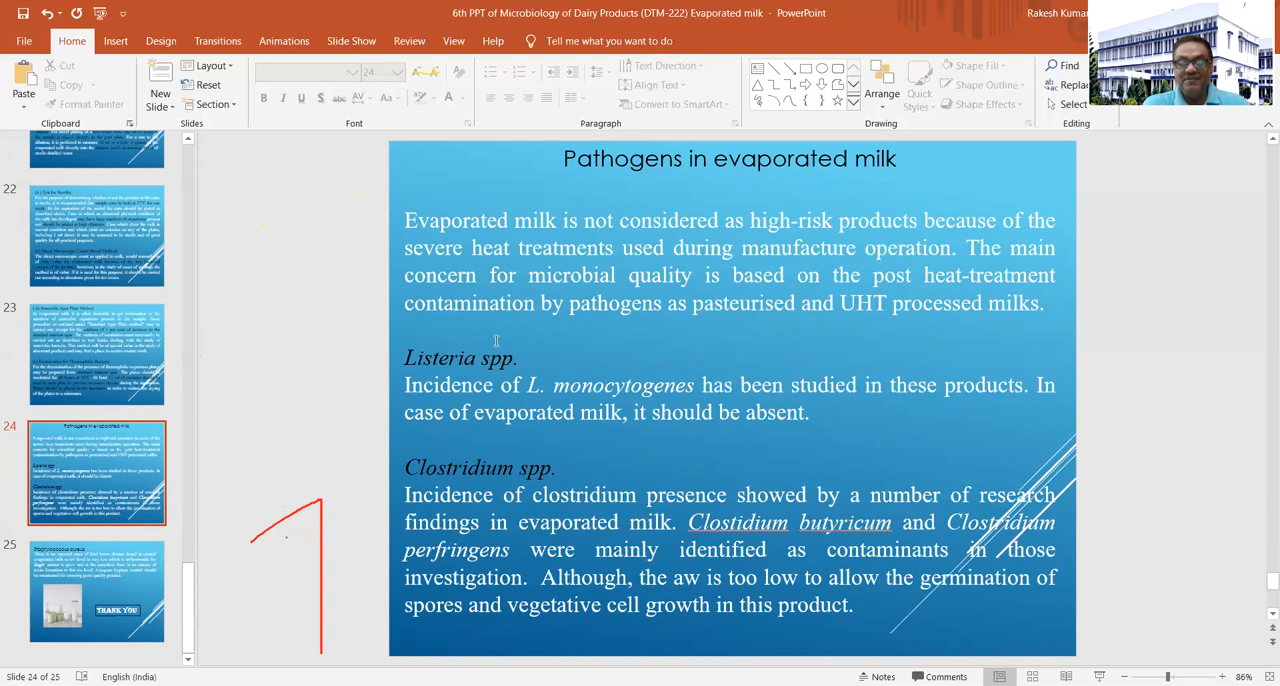 6th PPT of Microbiology of Dairy Products (DTM-222) Evaporated milk - PowerPoint
Rakesh Kumar
File Home Insert Design Transitions Animations Slide Show Review View Help Tell me what you want to do
Paste
Cut
Copy
Format Painter
Clipboard
New Slide
Layout
Reset
Section
Slides
24
B I U S abc AV Aa A
Font
Text Direction
Align Text
Convert to SmartArt
Paragraph
Arrange
Quick Styles
Shape Fill
Shape Outline
Shape Effects
Drawing
Find
Select
Editing
22
23
24
Pathogens in evaporated milk
25
THANK YOU
Pathogens in evaporated milk
Evaporated milk is not considered as high-risk products because of the
severe heat treatments used during manufacture operation. The main
concern for microbial quality is based on the post heat-treatment
contamination by pathogens as pasteurised and UHT processed milks.
Listeria spp.
Incidence of L. monocytogenes has been studied in these products. In
case of evaporated milk, it should be absent.
Clostridium spp.
Incidence of clostridium presence showed by a number of research
findings in evaporated milk. Clostidium butyricum and Clostridium
perfringens were mainly identified as contaminants in those
investigation. Although, the aw is too low to allow the germination of
spores and vegetative cell growth in this product.
Slide 24 of 25 English (India) Notes Comments 86%